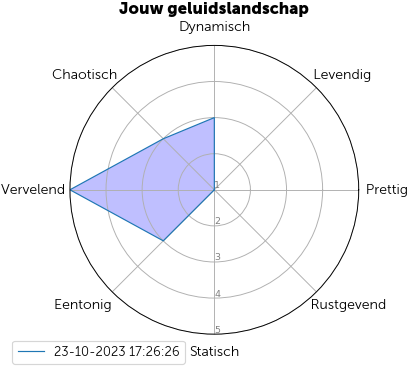 Jouw geluidslandschap
Dynamisch
Chaotisch
Levendig
Vervelend
Prettig
1
2
3
4
5
Eentonig
Rustgevend
Statisch
23-10-2023 17:26:26